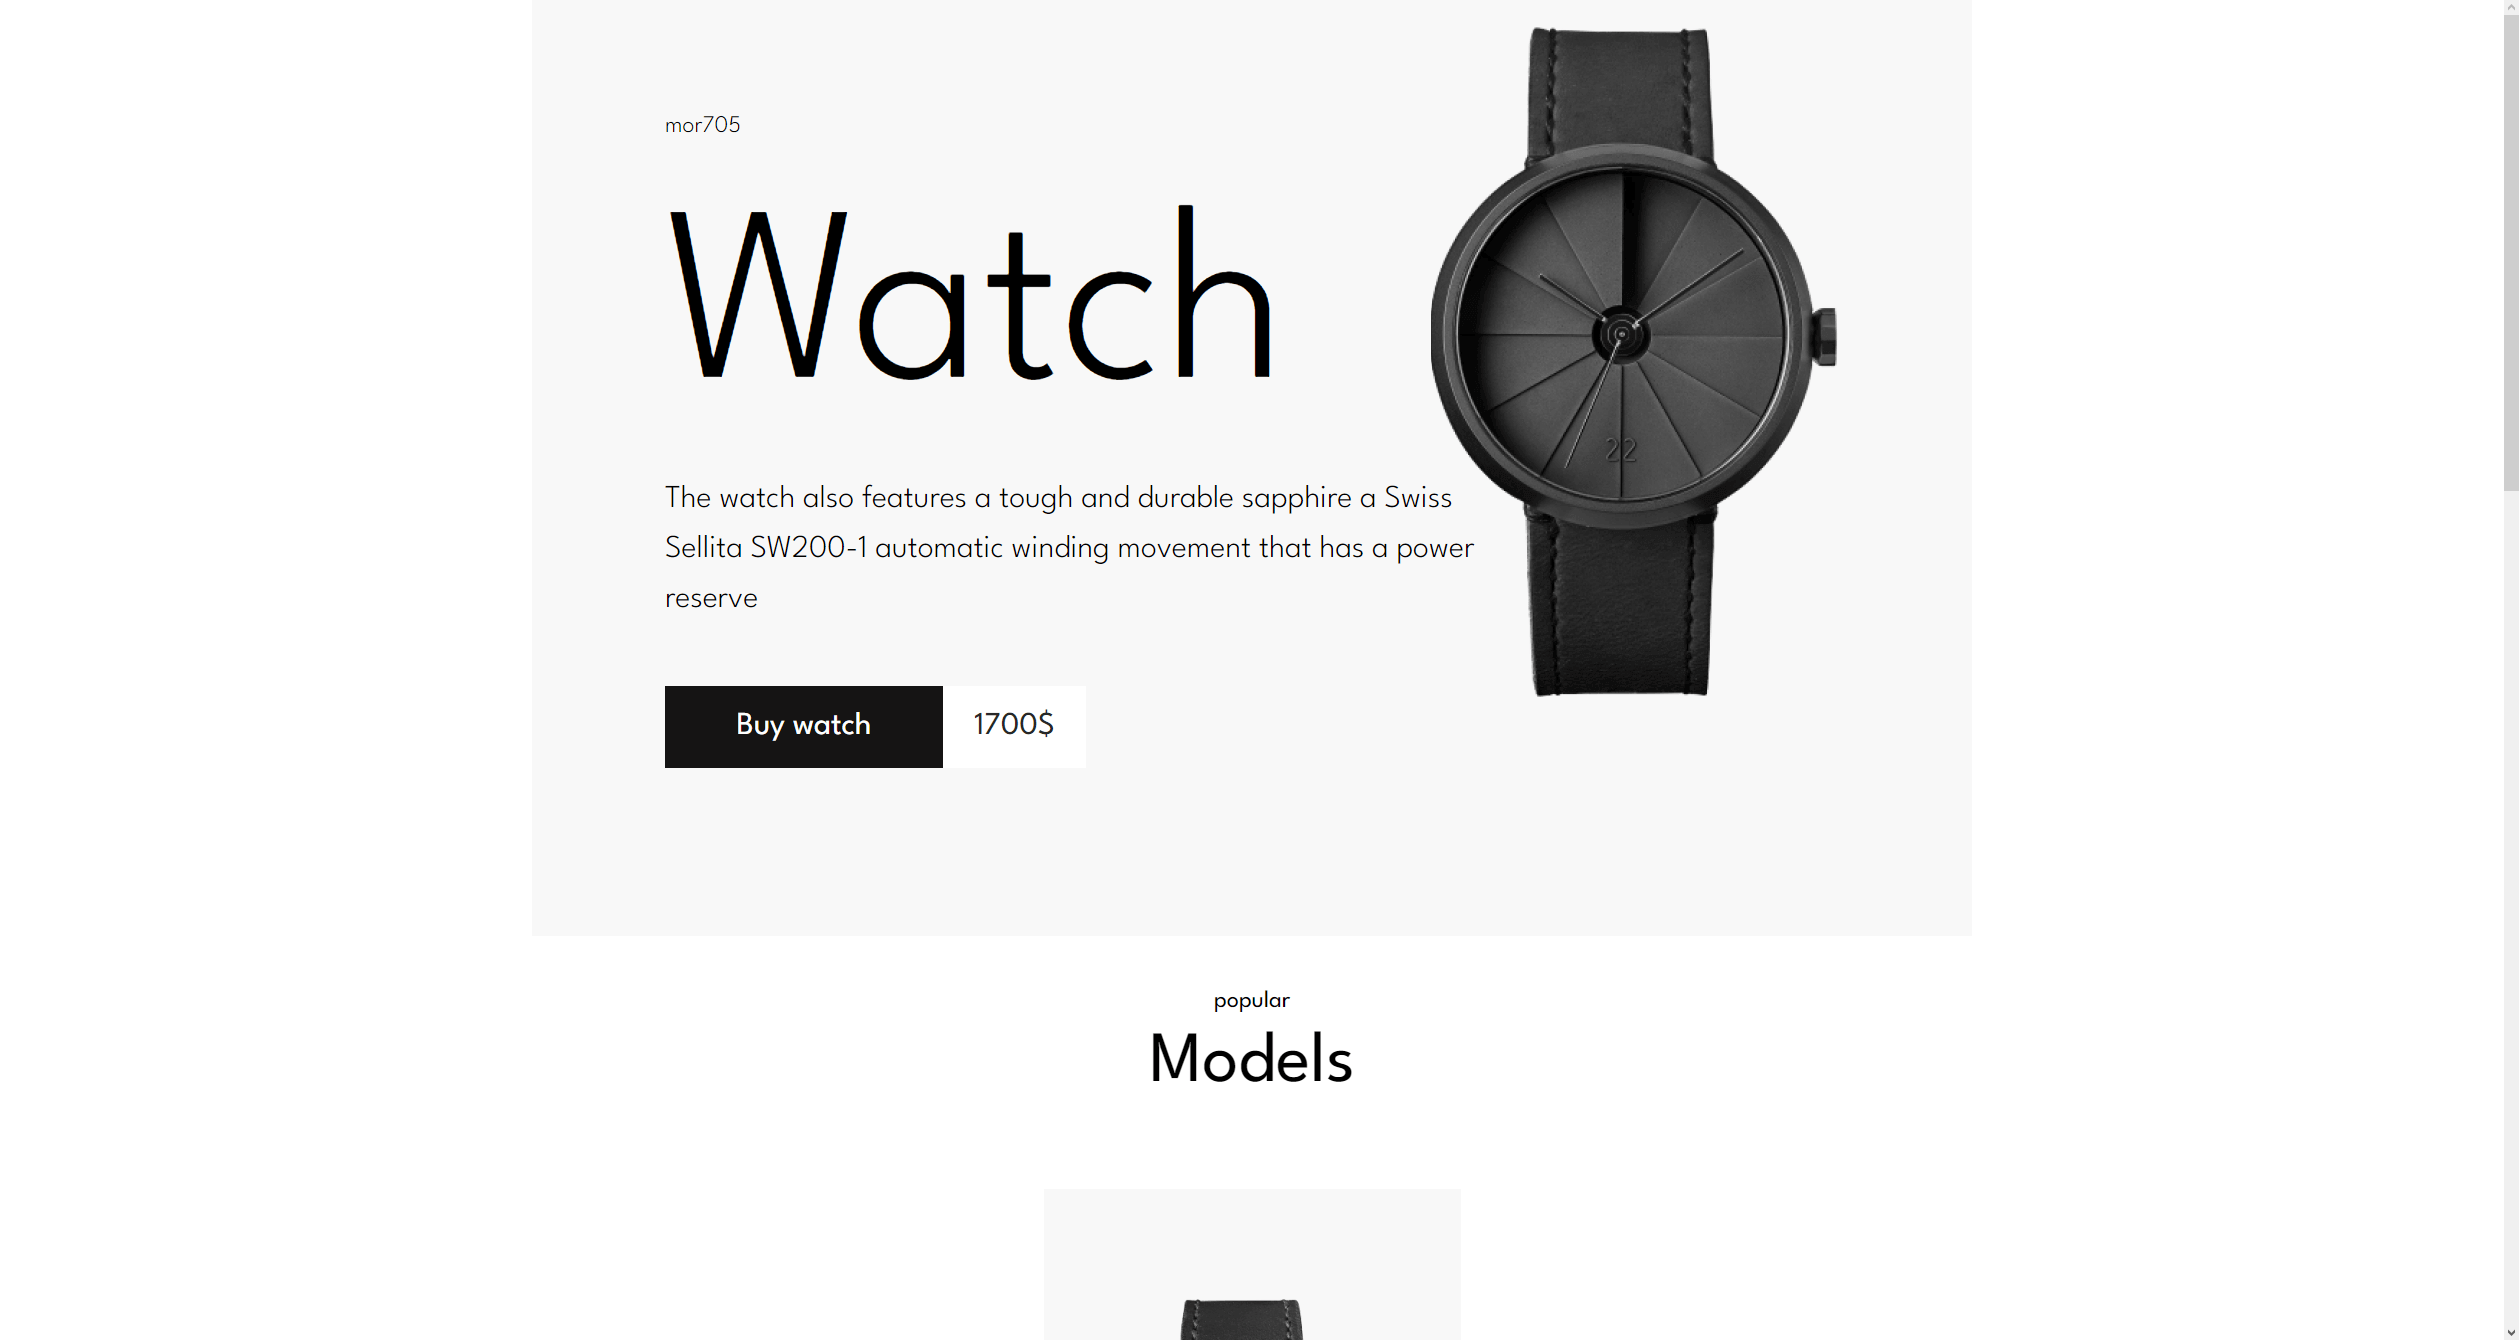 mor705
Watch
The watch also features a tough and durable sapphire a Swiss
Sellita SW200-1 automatic winding movement that has a power
reserve
22
Buy watch
1700$
popular
Models